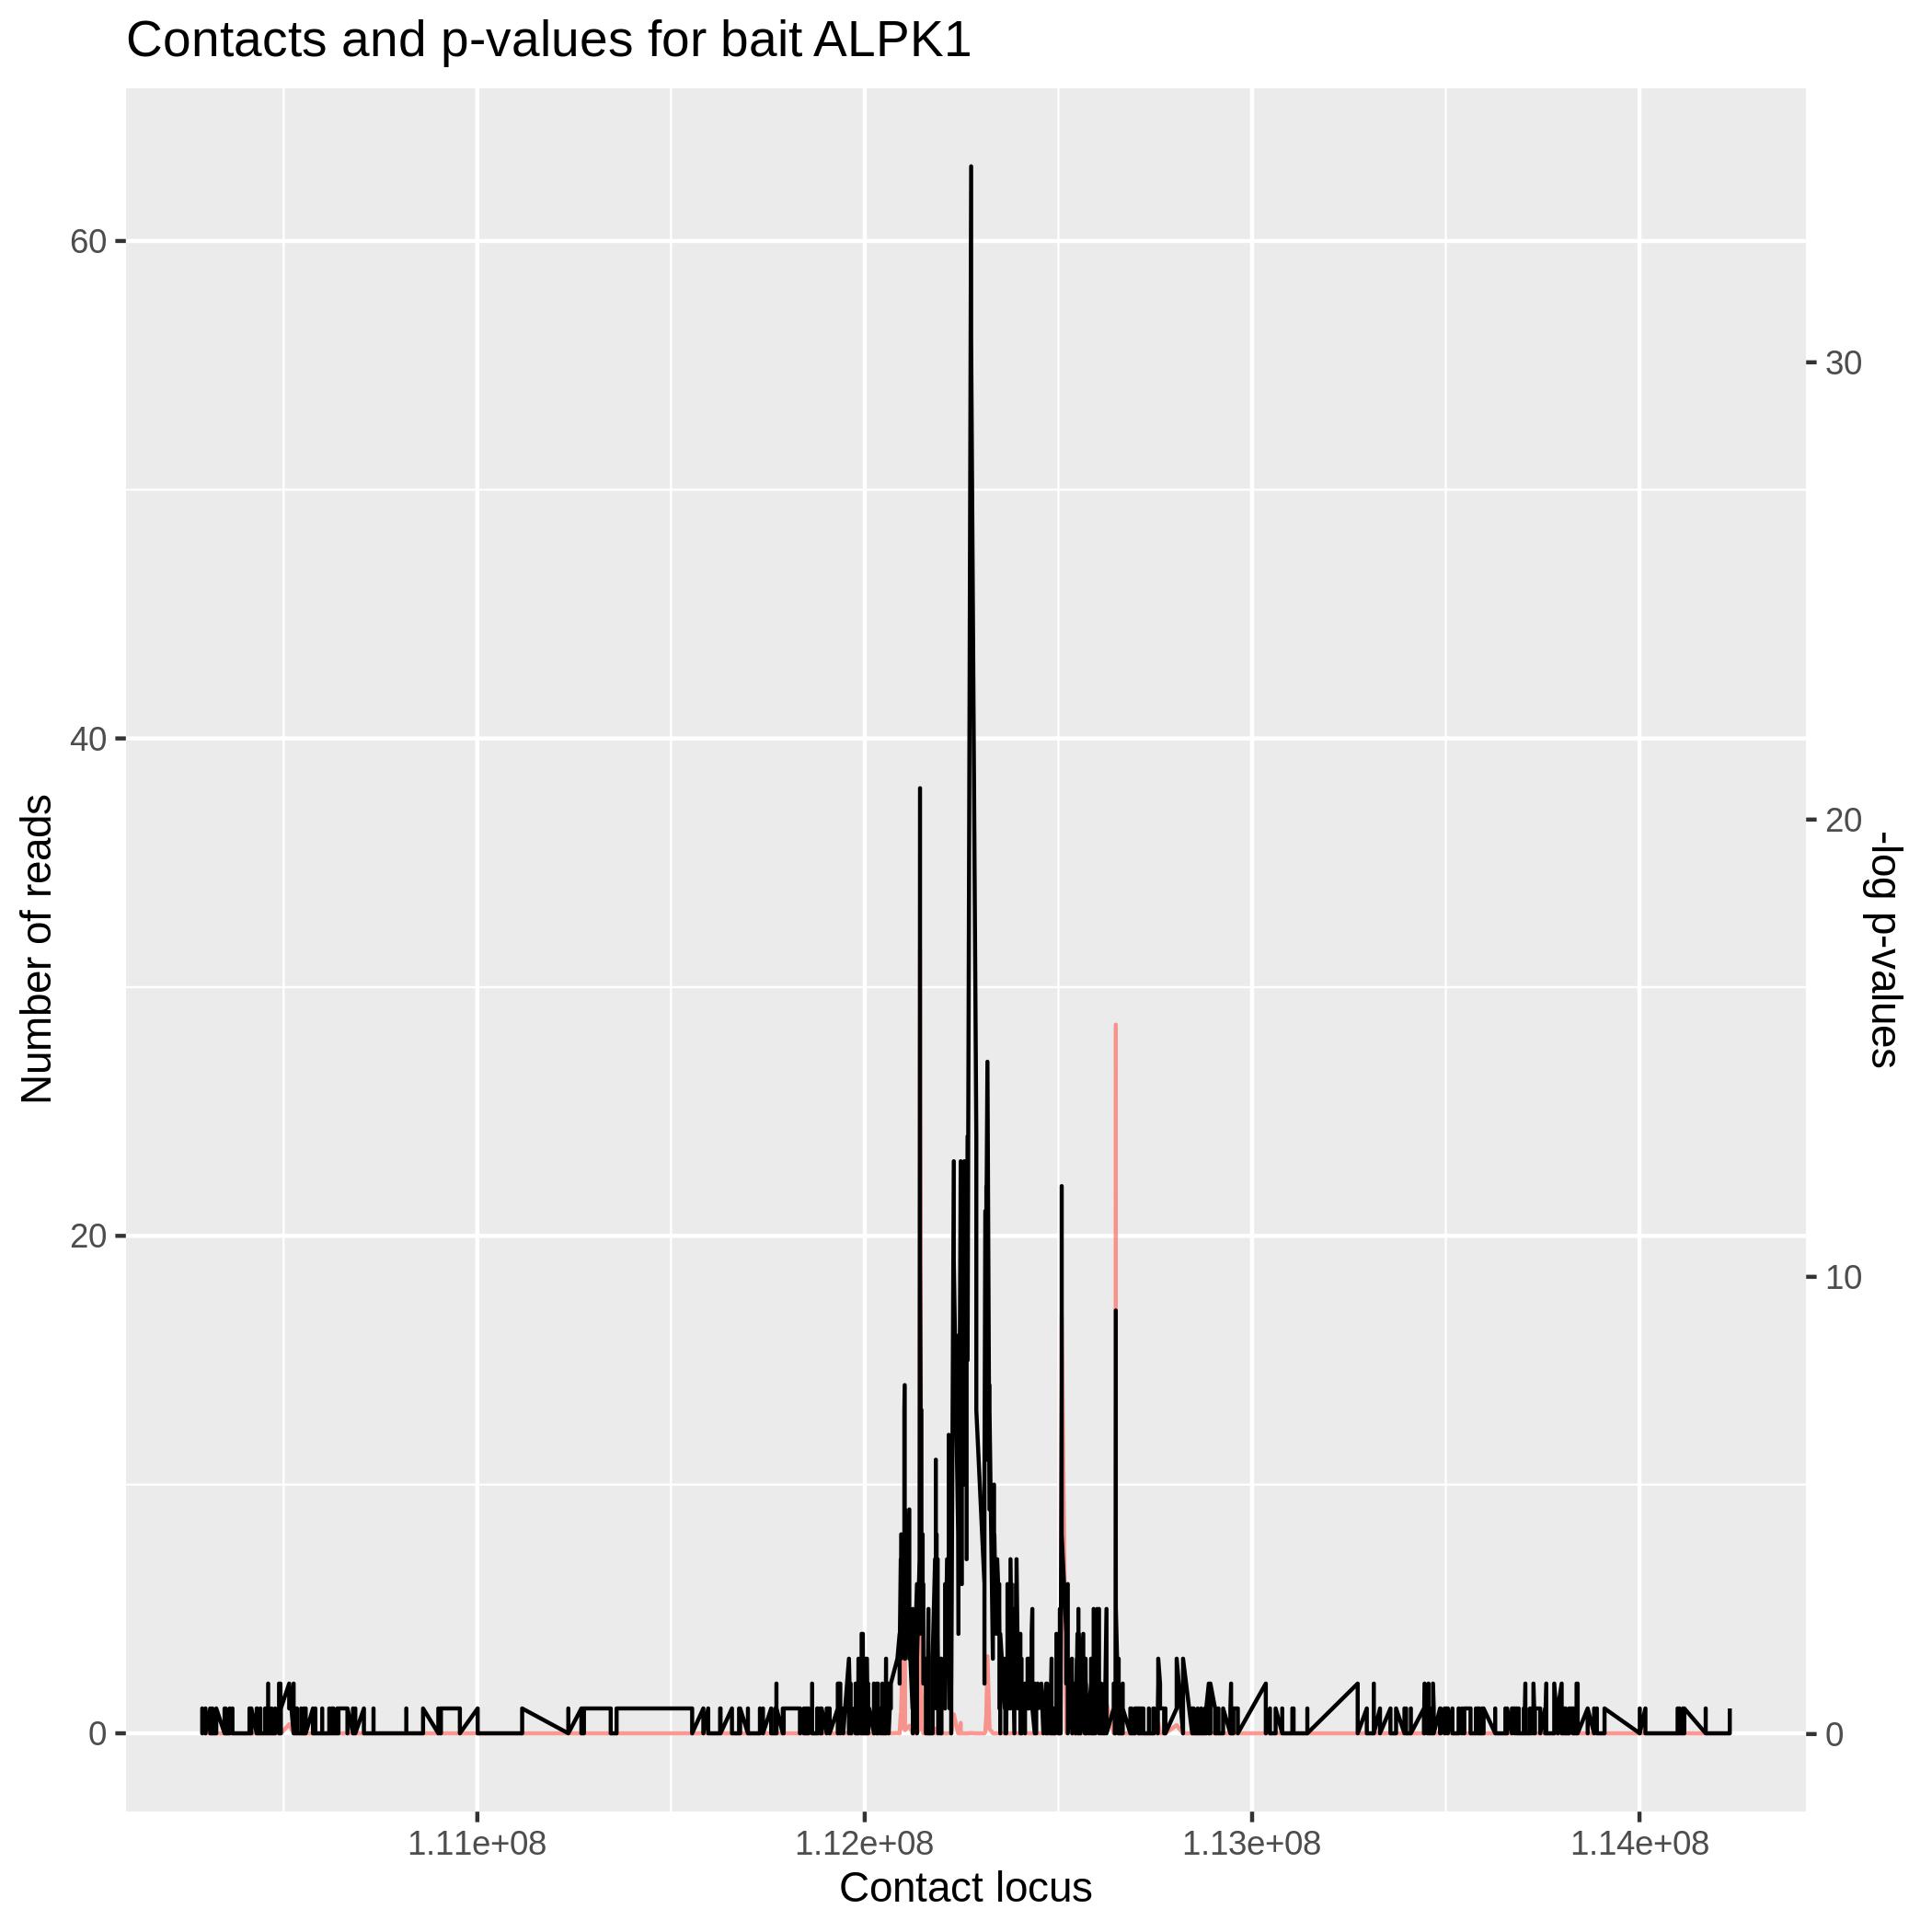 Contacts and p-values for bait ALPK1
60
40
20
0
Number of reads
30
20
10
0
-log p-values
1.11e+08 1.12e+08 1.13e+08 1.14e+08
Contact locus